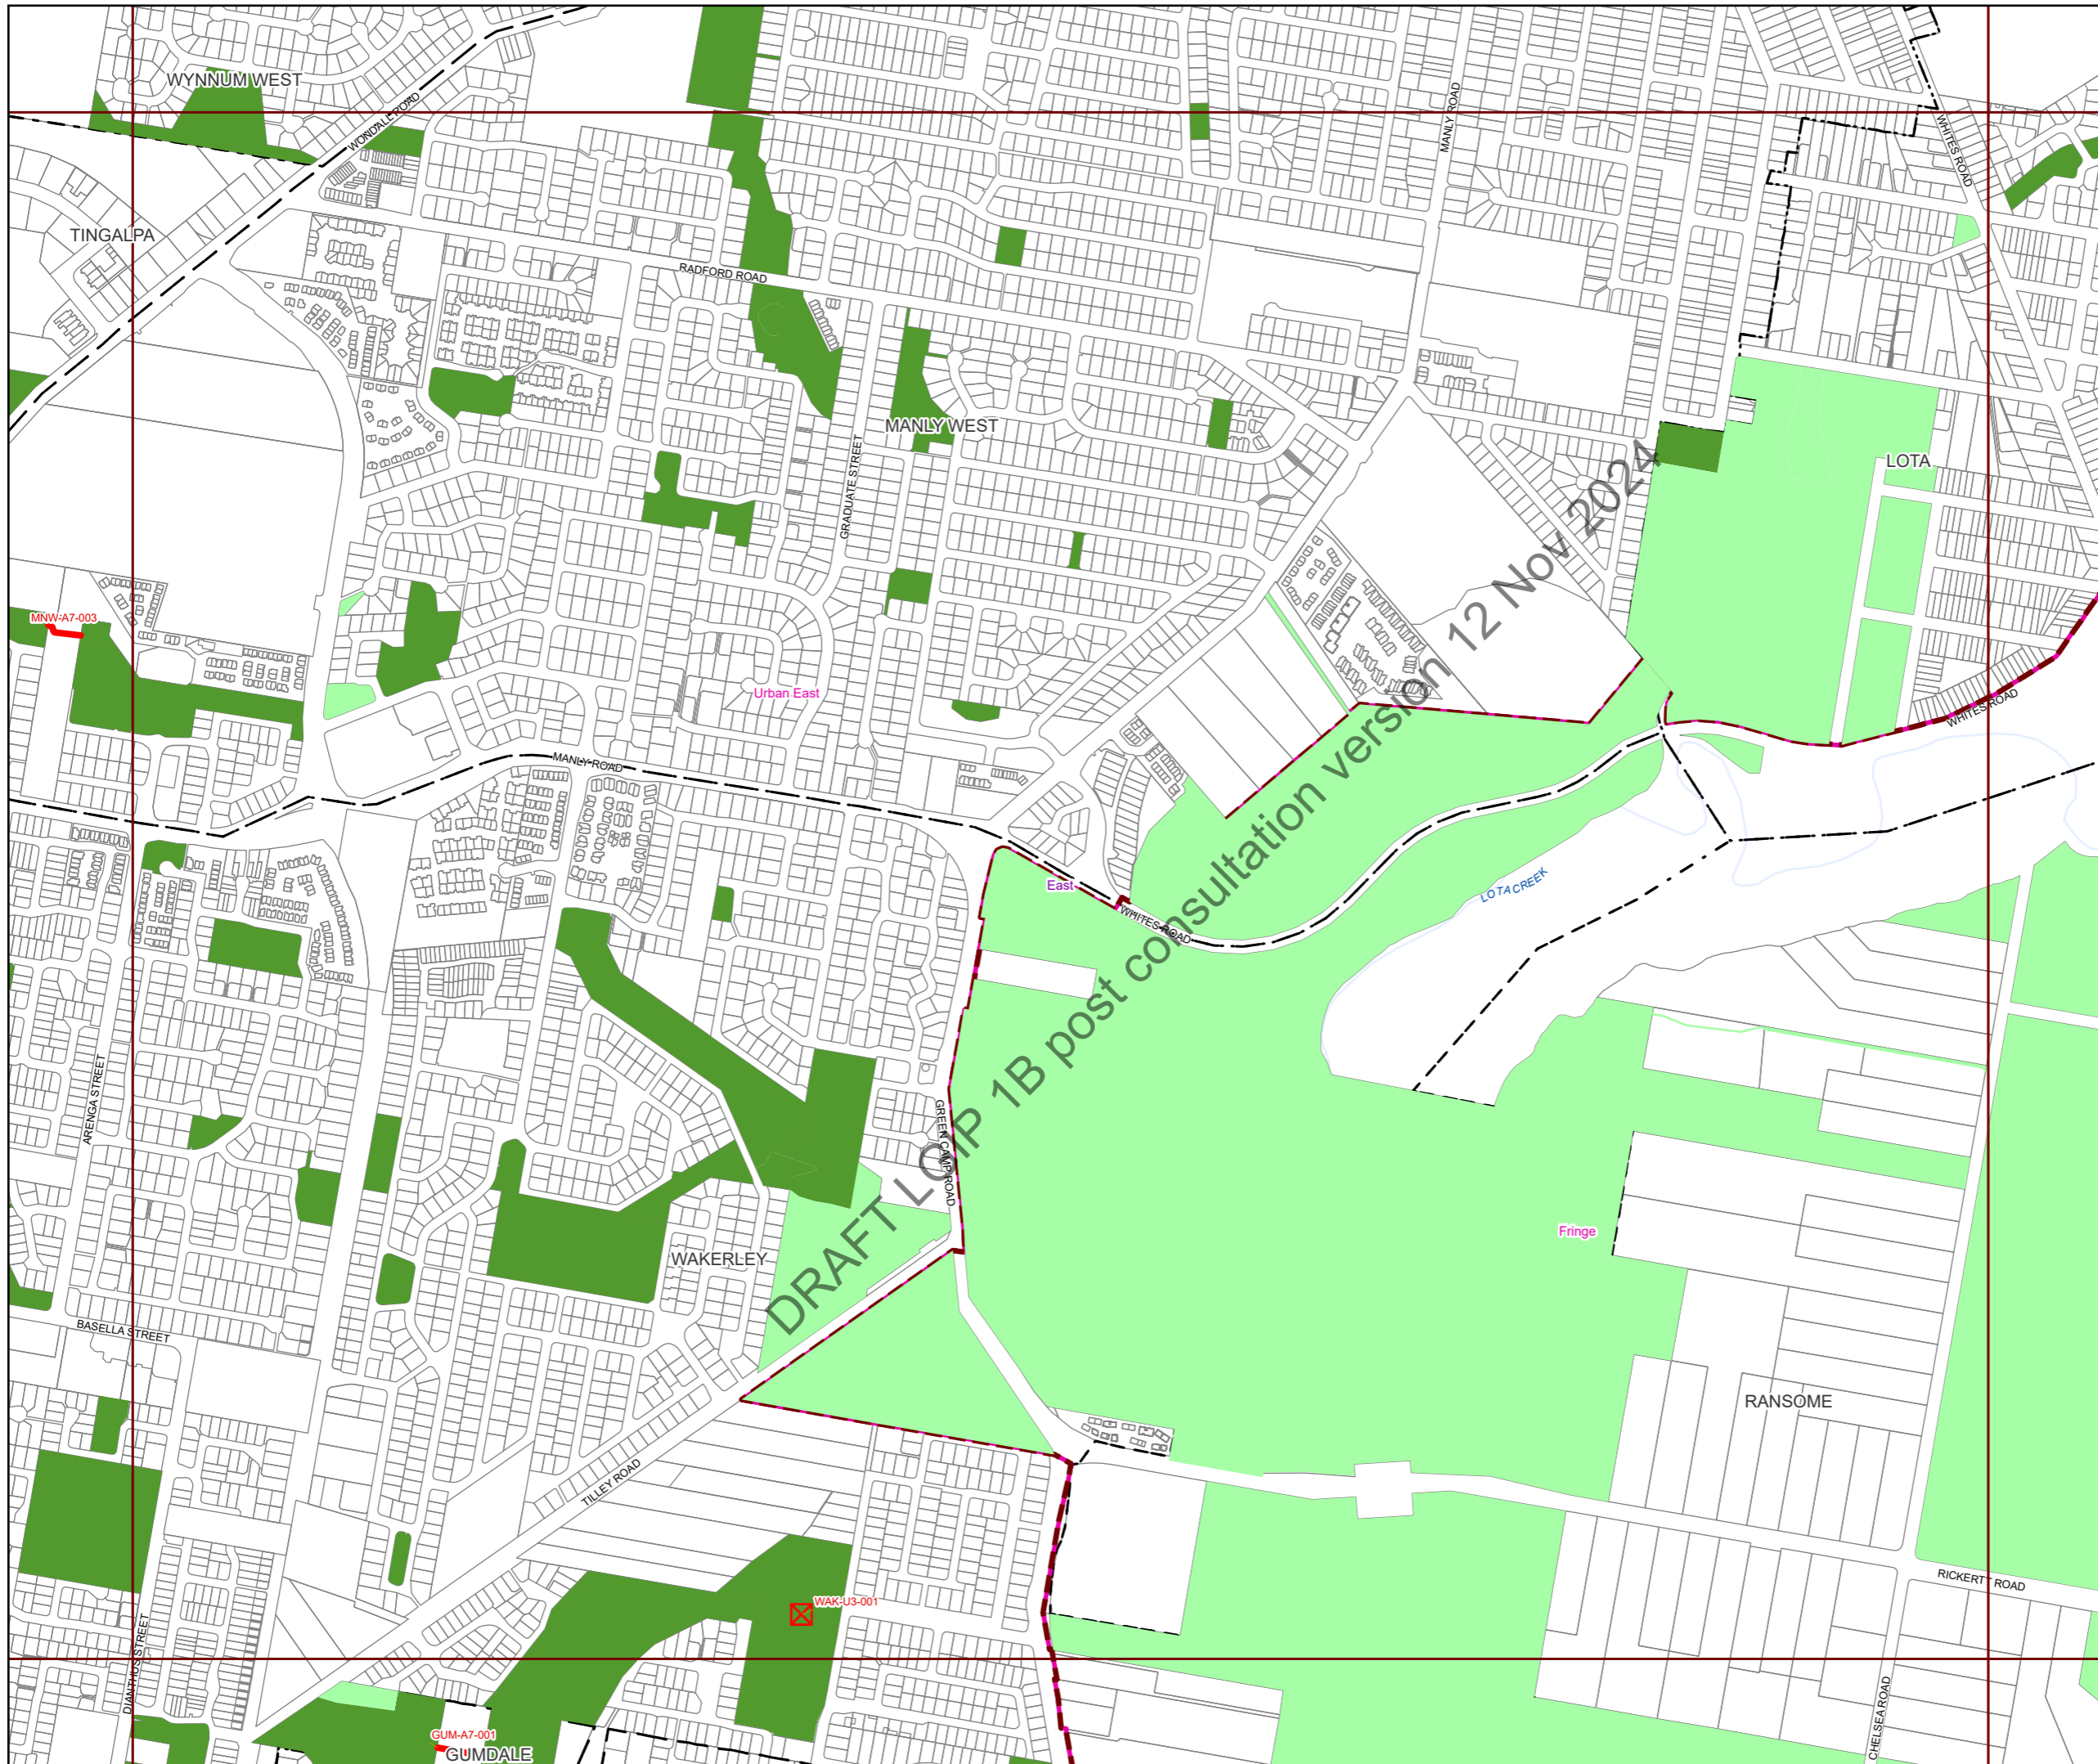 WYNNUM WEST
WONDALL ROAD
MANLY ROAD
WHITES ROAD
TINGALPA
RADFORD ROAD
MANLY WEST
LOTA
GRADUATE STREET
MNW-A7-003
Urban East
WHITES ROAD
MANLY ROAD
East
WHITES ROAD
LOTA CREEK
DRAFT LGIP 1B post consultation version 12 Nov 2024
ARENGA STREET
GREEN CAMP ROAD
Fringe
WAKERLEY
BASELLA STREET
RANSOME
TILLEY ROAD
RICKERTT ROAD
WAK-U3-001
DIANTHUS STREET
CHELSEA ROAD
GUM-A7-001
GUMDALE